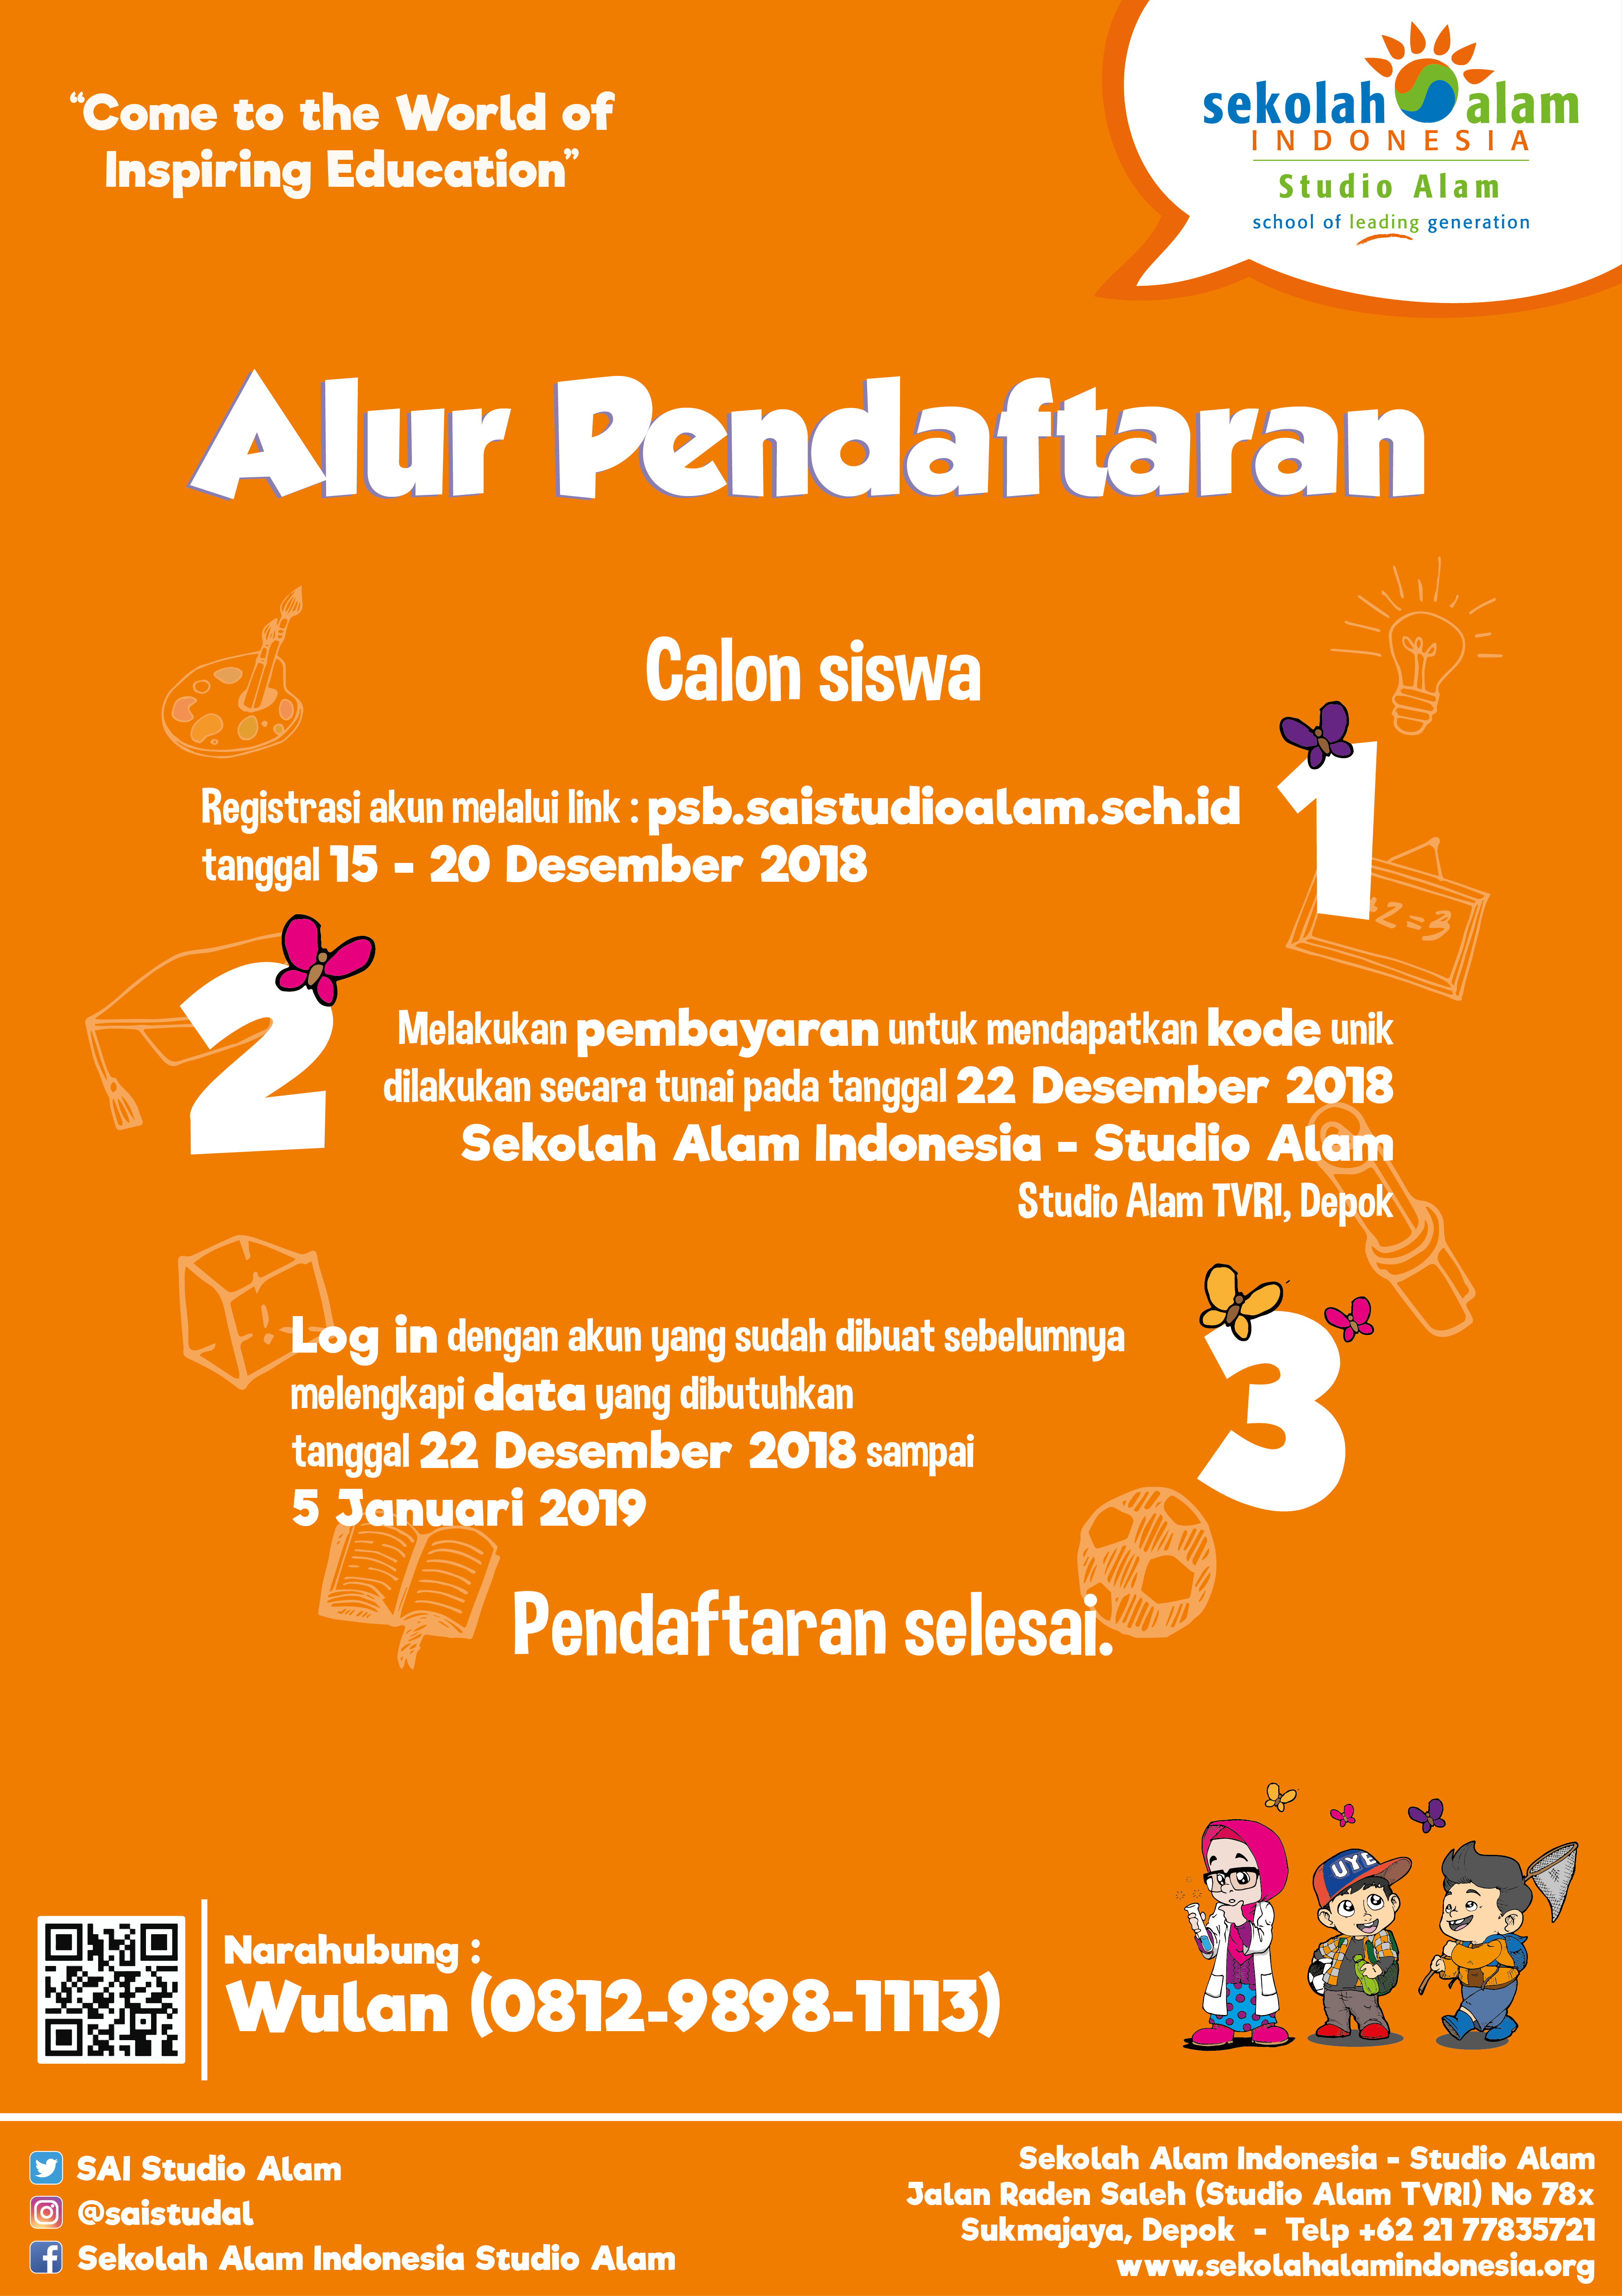 “Come to the World of
Inspiring Education”
sekolah alam
INDONESIA
Studio Alam
school of leading generation
Alur Pendaftaran
Calon siswa
1
Registrasi akun melalui link : psb.saistudioalam.sch.id
tanggal 15 - 20 Desember 2018
+2=3
2
Melakukan pembayaran untuk mendapatkan kode unik
dilakukan secara tunai pada tanggal 22 Desember 2018
Sekolah Alam Indonesia - Studio Alam
Studio Alam TVRI, Depok
3
Log in dengan akun yang sudah dibuat sebelumnya
melengkapi data yang dibutuhkan
tanggal 22 Desember 2018 sampai
5 Januari 2019
Pendaftaran selesai.
UYE
Narahubung :
Wulan (0812-9898-1113)
SAI Studio Alam
@saistudal
Sekolah Alam Indonesia Studio Alam
Sekolah Alam Indonesia - Studio Alam
Jalan Raden Saleh (Studio Alam TVRI) No 78x
Sukmajaya, Depok - Telp +62 21 77835721
www.sekolahalamindonesia.org